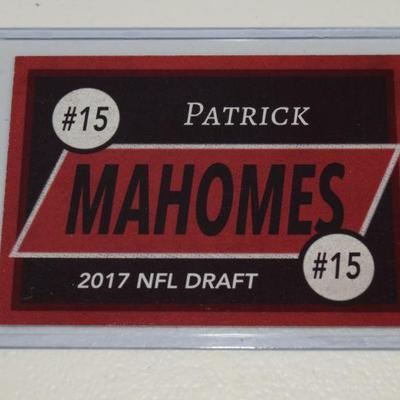 #15
PATRICK
MAHOMES
2017 NFL DRAFT
#15